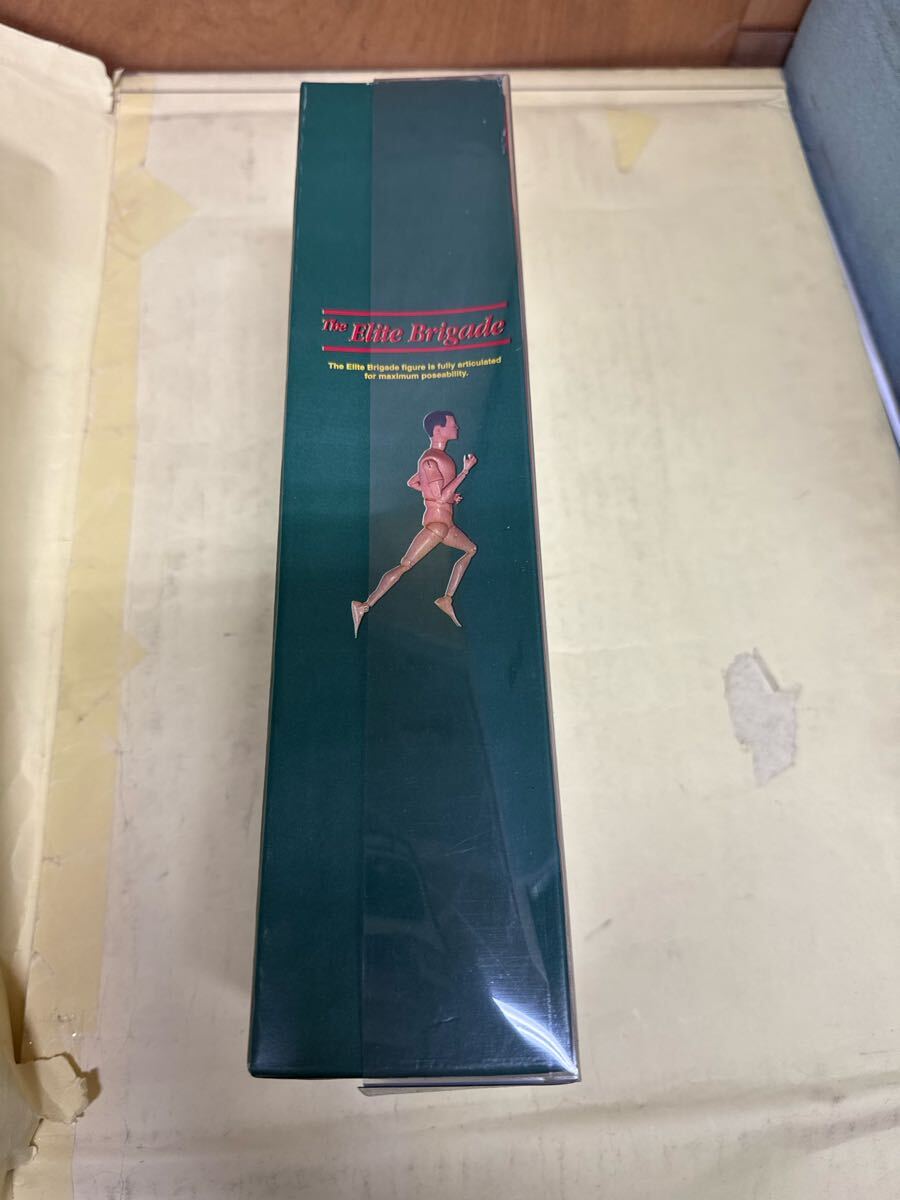 The Elite Brigade
The Elite Brigade figure is fully articulated
for maximum poseability.